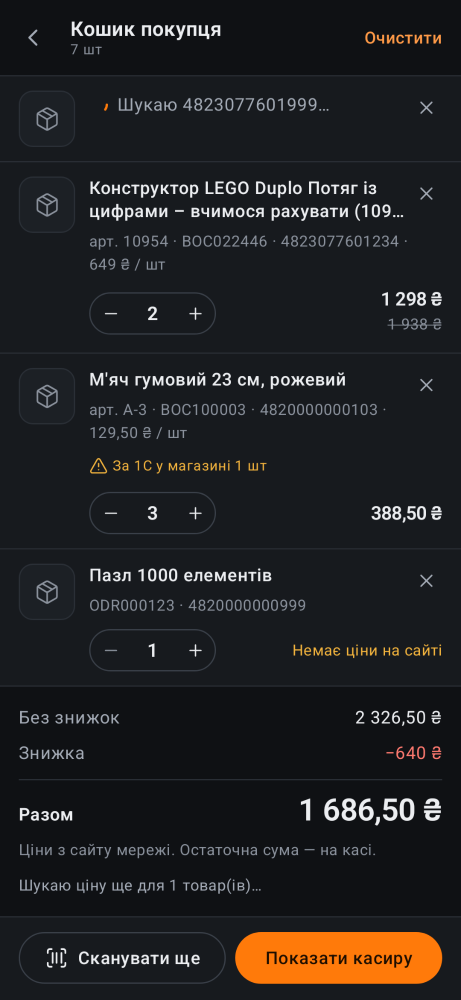 Кошик покупця
7 шт
Очистити
Шукаю 4823077601999…
Конструктор LEGO Duplo Потяг із
цифрами – вчимося рахувати (109…
арт. 10954 · BOC022446 · 4823077601234 ·
649 ₴ / шт
2
1 298 ₴
1 938 ₴
М'яч гумовий 23 см, рожевий
арт. А-3 · BOC100003 · 4820000000103 ·
129,50 ₴ / шт
За 1С у магазині 1 шт
3
388,50 ₴
Пазл 1000 елементів
ODR000123 · 4820000000999
1
Немає ціни на сайті
Без знижок
2 326,50 ₴
Знижка
−640 ₴
Разом
1 686,50 ₴
Ціни з сайту мережі. Остаточна сума — на касі.
Шукаю ціну ще для 1 товар(ів)…
Сканувати ще
Показати касиру